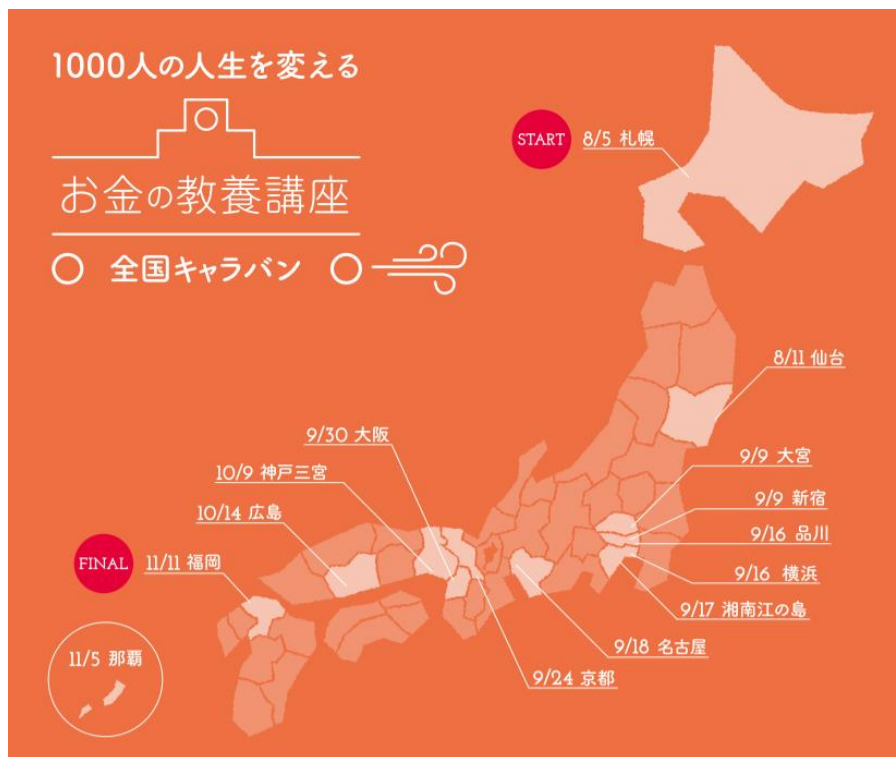 1000人の人生を変える
お金の教養講座
全国キャラバン
START
8/5 札幌
8/11 仙台
9/30 大阪
10/9 神戸三宮
10/14 広島
FINAL
11/11 福岡
11/5 那覇
9/9 大宮
9/9 新宿
9/16 品川
9/16 横浜
9/17 湘南江の島
9/18 名古屋
9/24 京都